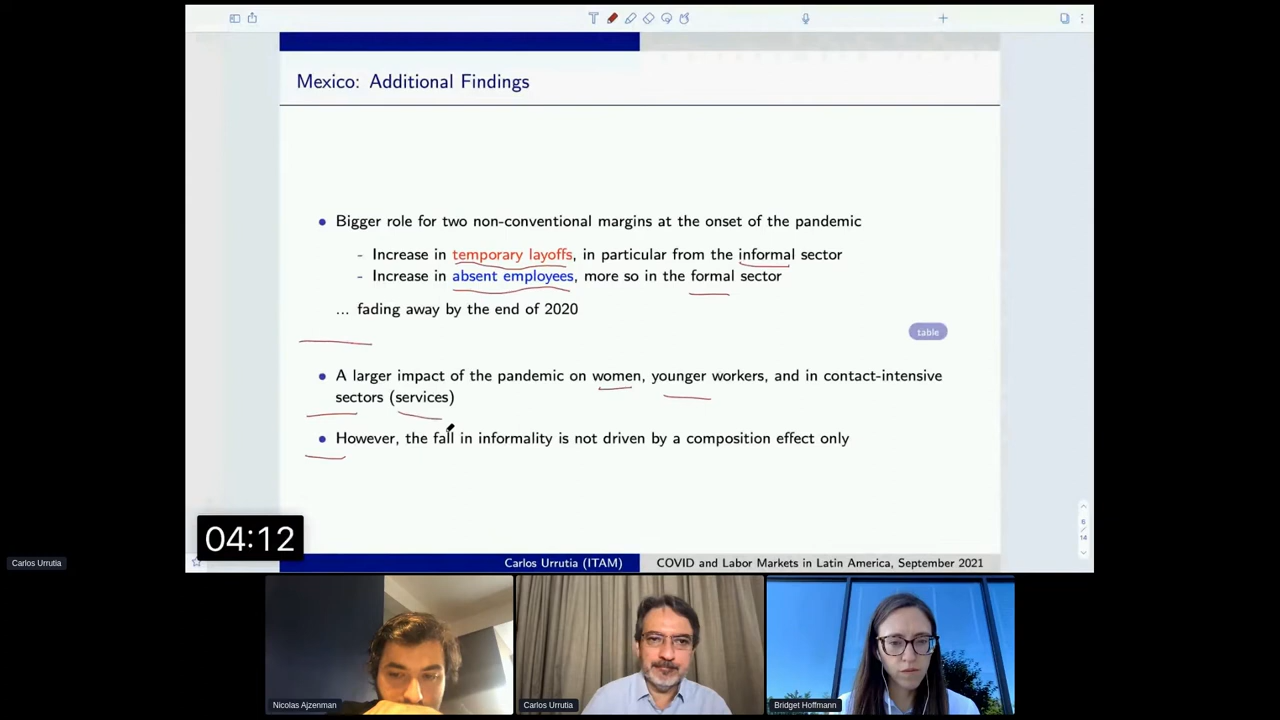 Mexico: Additional Findings
• Bigger role for two non-conventional margins at the onset of the pandemic
- Increase in temporary layoffs, in particular from the informal sector
- Increase in absent employees, more so in the formal sector
... fading away by the end of 2020
table
• A larger impact of the pandemic on women, younger workers, and in contact-intensive
sectors (services)
• However, the fall in informality is not driven by a composition effect only
6
/
14
04:12
Carlos Urrutia (ITAM)
COVID and Labor Markets in Latin America, September 2021
Carlos Urrutia
Nicolas Ajzenman
Carlos Urrutia
Bridget Hoffmann